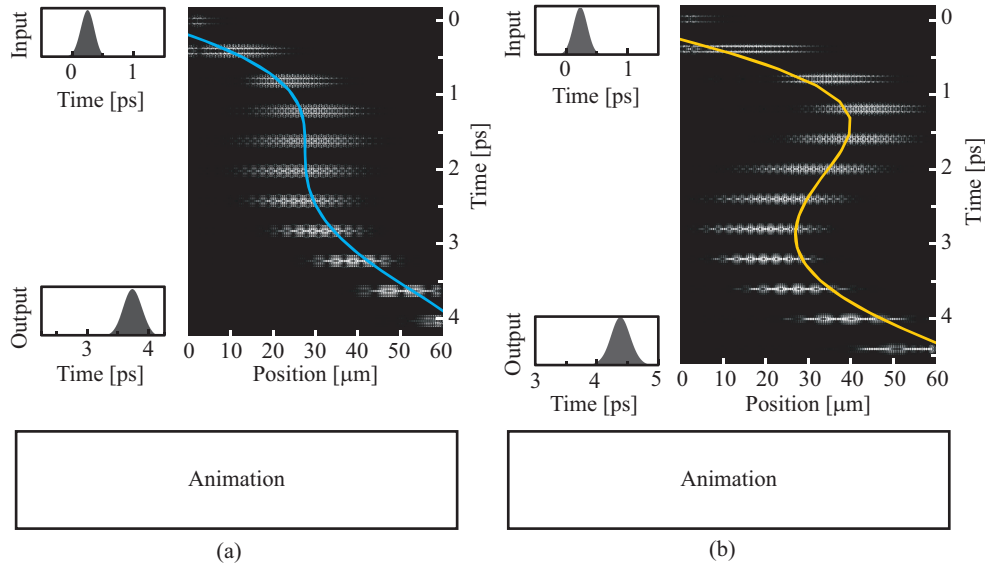 Input
0 1
Time [ps]
Output
3 4
Time [ps]
0
1
2
3
4
Time [ps]
0 10 20 30 40 50 60
Position [μm]
Animation
(a)
Input
0 1
Time [ps]
Output
3 4 5
Time [ps]
0
1
2
3
4
Time [ps]
0 10 20 30 40 50 60
Position [μm]
Animation
(b)